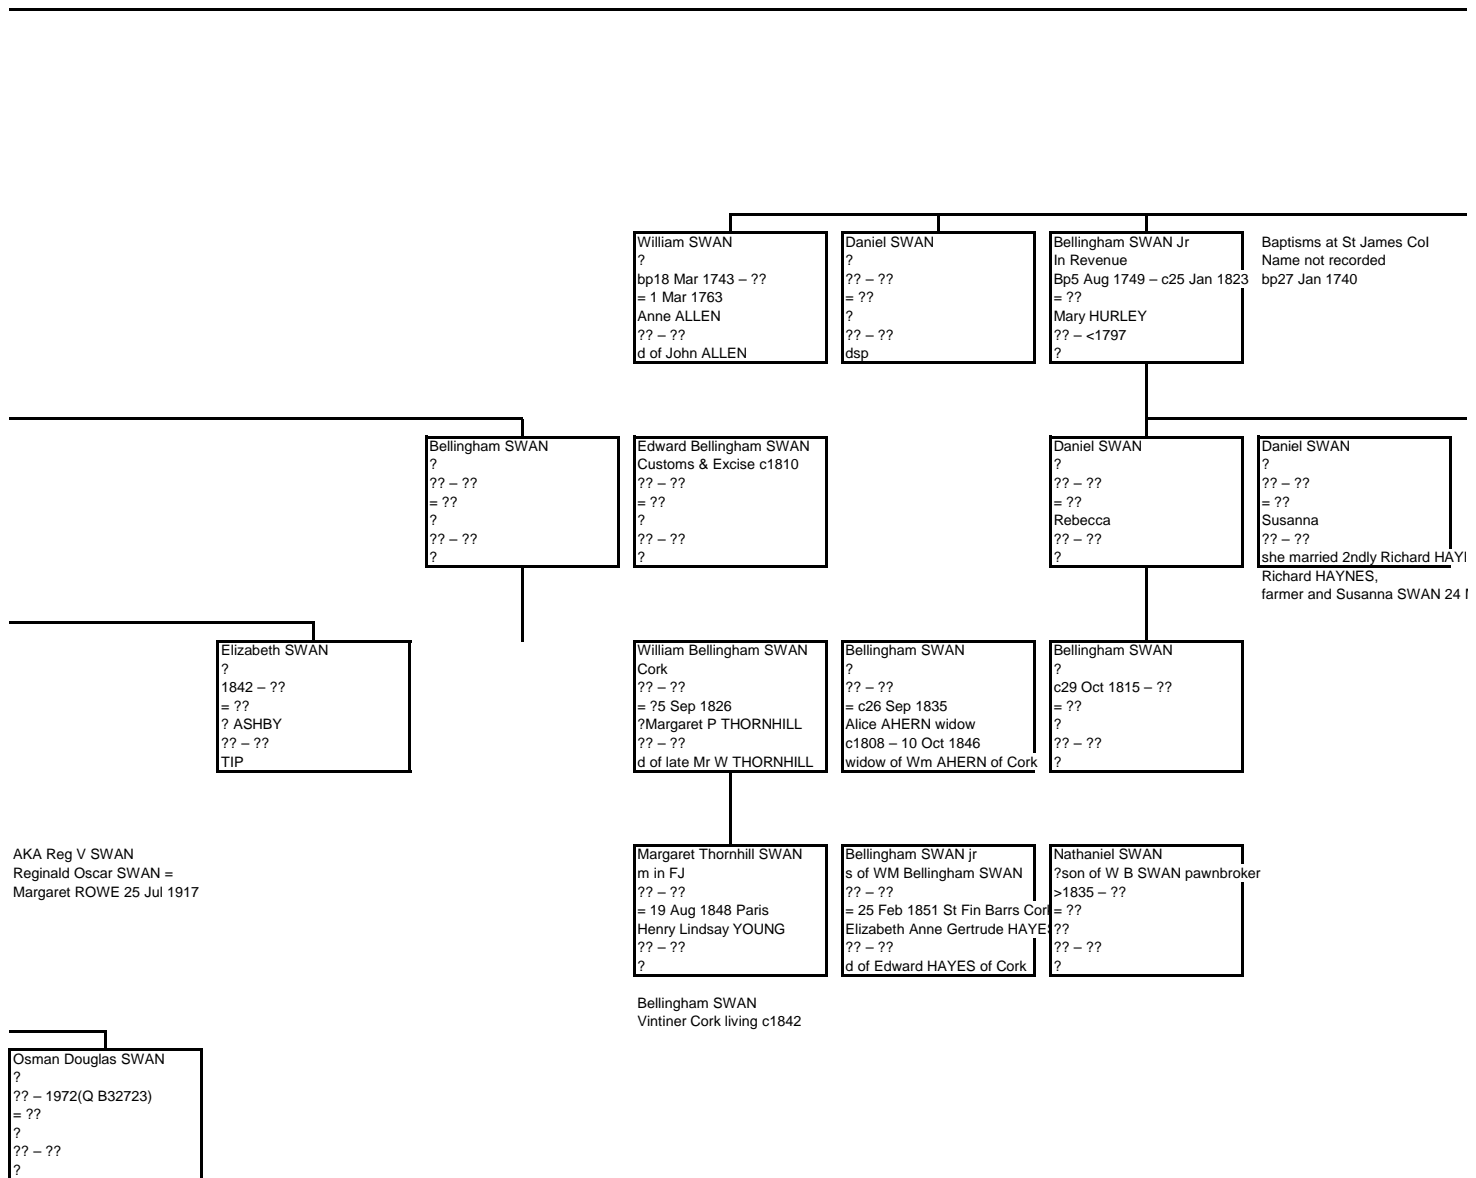 William SWAN
?
bp18 Mar 1743 – ??
= 1 Mar 1763
Anne ALLEN
?? – ??
d of John ALLEN
Daniel SWAN
?
?? – ??
= ??
?
?? – ??
dsp
Bellingham SWAN Jr
In Revenue
Bp5 Aug 1749 – c25 Jan 1823
= ??
Mary HURLEY
?? – <1797
?
Baptisms at St James Col
Name not recorded
bp27 Jan 1740
Bellingham SWAN
?
?? – ??
= ??
?
?? – ??
?
Edward Bellingham SWAN
Customs & Excise c1810
?? – ??
= ??
?
?? – ??
?
Daniel SWAN
?
?? – ??
= ??
Rebecca
?? – ??
?
Daniel SWAN
?
?? – ??
= ??
Susanna
?? – ??
she married 2ndly Richard
Richard HAYNES,
farmer and Susanna SWAN 24
Elizabeth SWAN
?
1842 – ??
= ??
? ASHBY
?? – ??
TIP
William Bellingham SWAN
Cork
?? – ??
= ?5 Sep 1826
?Margaret P THORNHILL
?? – ??
d of late Mr W THORNHILL
Bellingham SWAN
?
?? – ??
= c26 Sep 1835
Alice AHERN widow
c1808 – 10 Oct 1846
widow of Wm AHERN of Cork
Bellingham SWAN
?
c29 Oct 1815 – ??
= ??
?
?? – ??
?
AKA Reg V SWAN
Reginald Oscar SWAN =
Margaret ROWE 25 Jul 1917
Margaret Thornhill SWAN
m in FJ
?? – ??
= 19 Aug 1848 Paris
Henry Lindsay YOUNG
?? – ??
?
Bellingham SWAN jr
s of WM Bellingham SWAN
?? – ??
= 25 Feb 1851 St Fin Barrs
Elizabeth Anne Gertrude
?? – ??
d of Edward HAYES of Cork
Nathaniel SWAN
?son of W B SWAN pawnbroker
>1835 – ??
= ??
??
?? – ??
?
Bellingham SWAN
Vintiner Cork living c1842
Osman Douglas SWAN
?
?? – 1972(Q B32723)
= ??
?
?? – ??
?